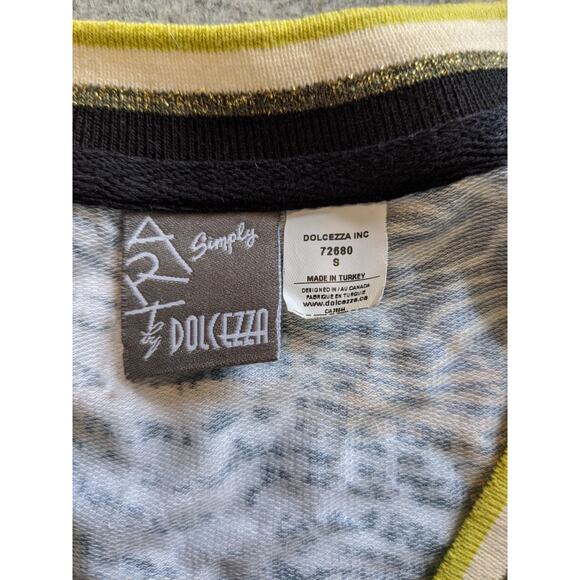 Simply
ART
by DOLCEZZA
DOLCEZZA INC
72680
S
MADE IN TURKEY
DESIGNED IN / AU CANADA
FABRIQUE EN TURQUIE
www.dolcezza.ca